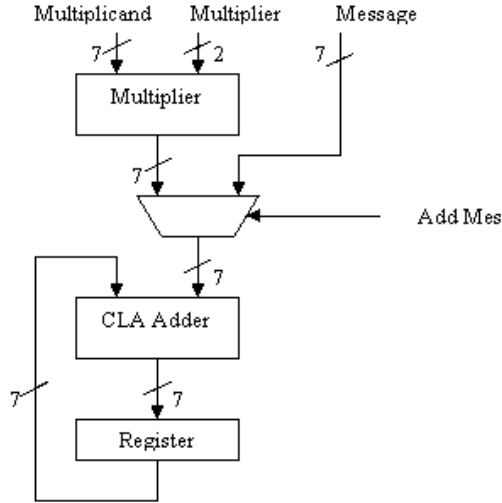 Multiplicand Multiplier Message
7 2 7
Multiplier
7
Add Mes
7
CLA Adder
7 7
Register